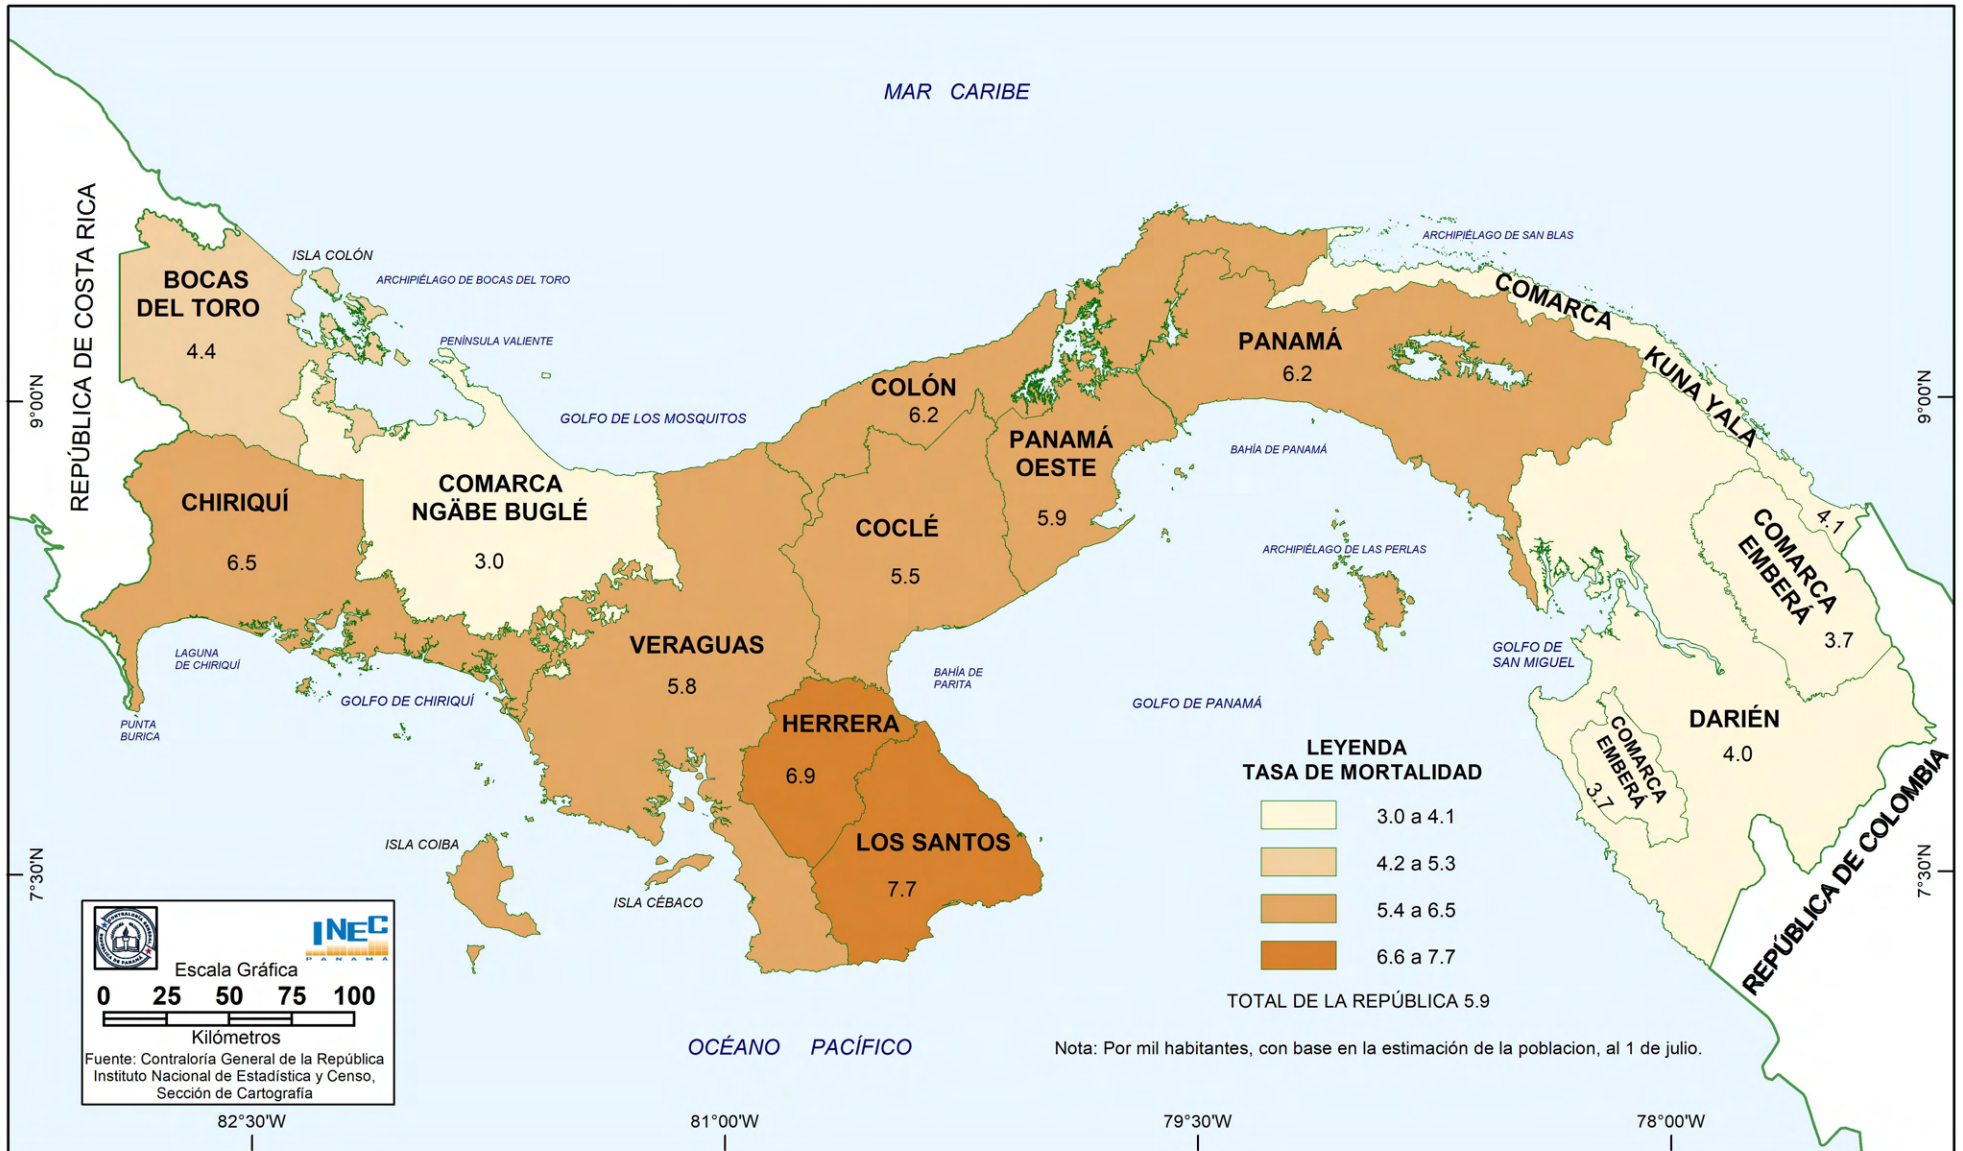 MAR CARIBE
REPÚBLICA DE COSTA RICA
ISLA COLÓN
ARCHIPIÉLAGO DE BOCAS DEL TORO
BOCAS
DEL TORO
4.4
PENÍNSULA VALIENTE
GOLFO DE LOS MOSQUITOS
ARCHIPIÉLAGO DE SAN BLAS
COMARCA
KUNA YALA
4.1
PANAMÁ
6.2
COLÓN
6.2
PANAMÁ
OESTE
5.9
BAHÍA DE PANAMÁ
9°00'N
9°00'N
CHIRIQUÍ
6.5
COMARCA
NGÄBE BUGLÉ
3.0
COCLÉ
5.5
ARCHIPIÉLAGO DE LAS PERLAS
COMARCA
EMBERÁ
3.7
VERAGUAS
5.8
LAGUNA
DE CHIRIQUÍ
GOLFO DE CHIRIQUÍ
PUNTA
BURICA
BAHÍA DE
PARITA
GOLFO DE PANAMÁ
GOLFO DE
SAN MIGUEL
DARIÉN
4.0
COMARCA
EMBERÁ
3.7
HERRERA
6.9
LOS SANTOS
7.7
ISLA COIBA
ISLA CÉBACO
REPÚBLICA DE COLOMBIA
7°30'N
7°30'N
LEYENDA
TASA DE MORTALIDAD
3.0 a 4.1
4.2 a 5.3
5.4 a 6.5
6.6 a 7.7
TOTAL DE LA REPÚBLICA 5.9
Nota: Por mil habitantes, con base en la estimación de la poblacion, al 1 de julio.
OCÉANO PACÍFICO
INEC
PANAMÁ
Escala Gráfica
0 25 50 75 100
Kilómetros
Fuente: Contraloría General de la República
Instituto Nacional de Estadística y Censo,
Sección de Cartografía
82°30'W
81°00'W
79°30'W
78°00'W